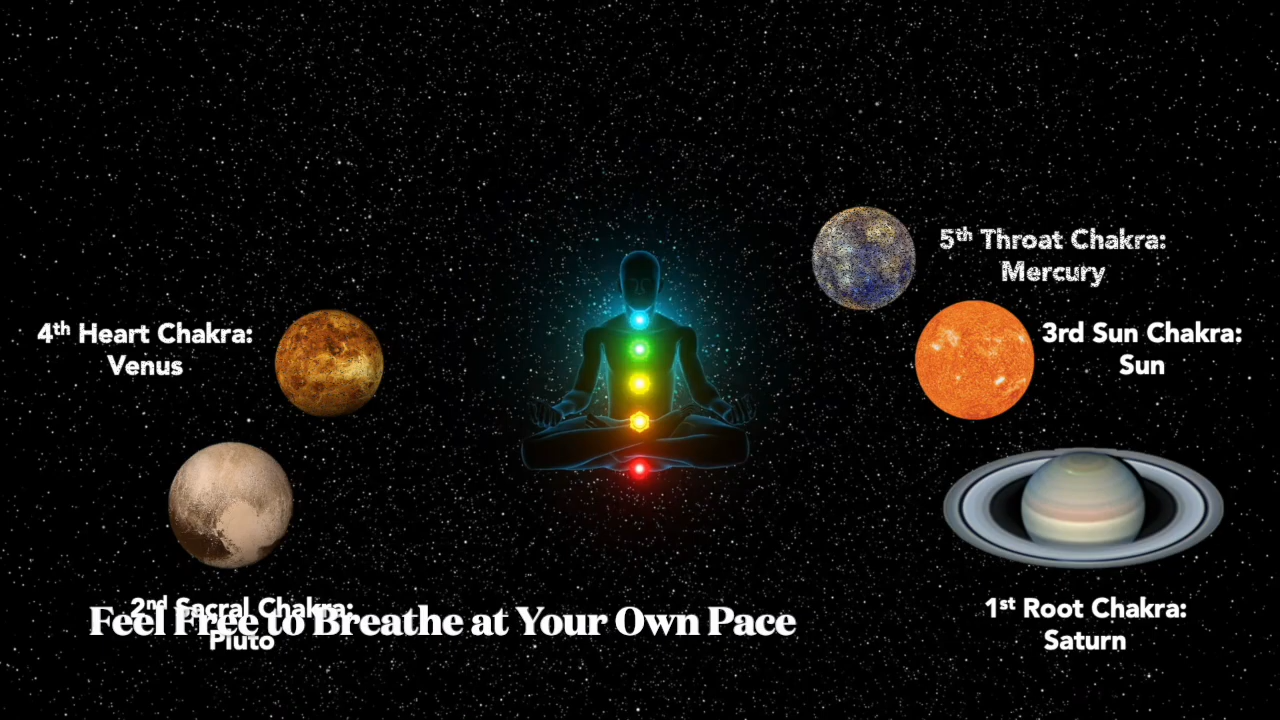 5th Throat Chakra:
Mercury
4th Heart Chakra:
Venus
3rd Sun Chakra:
Sun
2nd Sacral Chakra:
Pluto
Feel Free to Breathe at Your Own Pace
1st Root Chakra:
Saturn